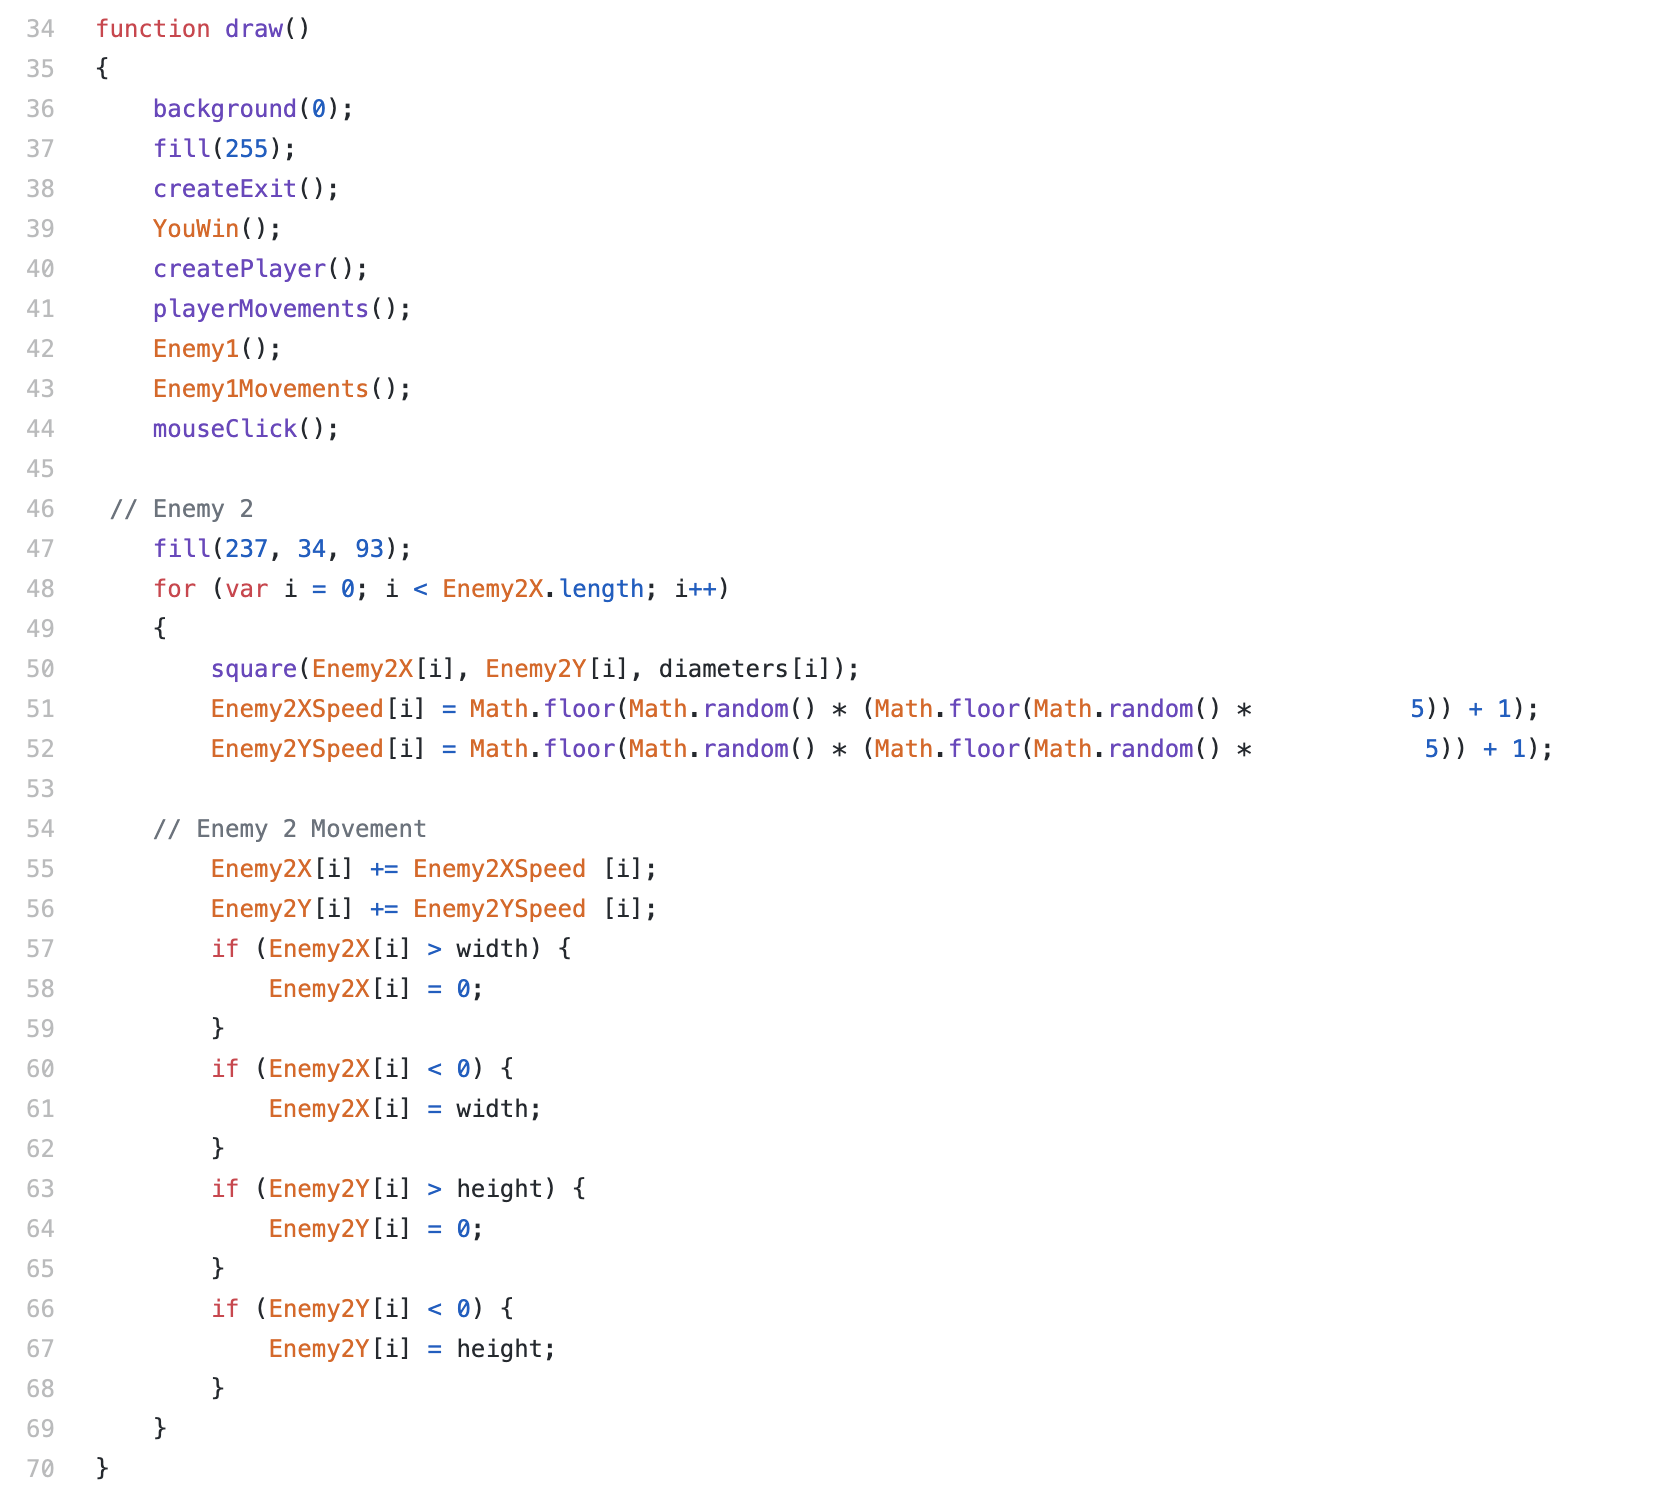 34 function draw()
35 {
36     background(0);
37     fill(255);
38     createExit();
39     YouWin();
40     createPlayer();
41     playerMovements();
42     Enemy1();
43     Enemy1Movements();
44     mouseClick();
45
46  // Enemy 2
47     fill(237, 34, 93);
48     for (var i = 0; i < Enemy2X.length; i++)
49     {
50         square(Enemy2X[i], Enemy2Y[i], diameters[i]);
51         Enemy2XSpeed[i] = Math.floor(Math.random() * (Math.floor(Math.random() *           5)) + 1);
52         Enemy2YSpeed[i] = Math.floor(Math.random() * (Math.floor(Math.random() *            5)) + 1);
53
54     // Enemy 2 Movement
55         Enemy2X[i] += Enemy2XSpeed [i];
56         Enemy2Y[i] += Enemy2YSpeed [i];
57         if (Enemy2X[i] > width) {
58             Enemy2X[i] = 0;
59         }
60         if (Enemy2X[i] < 0) {
61             Enemy2X[i] = width;
62         }
63         if (Enemy2Y[i] > height) {
64             Enemy2Y[i] = 0;
65         }
66         if (Enemy2Y[i] < 0) {
67             Enemy2Y[i] = height;
68         }
69     }
70 }